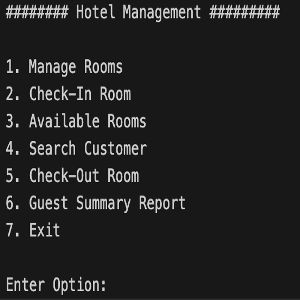 ######## Hotel Management #########
1. Manage Rooms
2. Check-In Room
3. Available Rooms
4. Search Customer
5. Check-Out Room
6. Guest Summary Report
7. Exit
Enter Option: